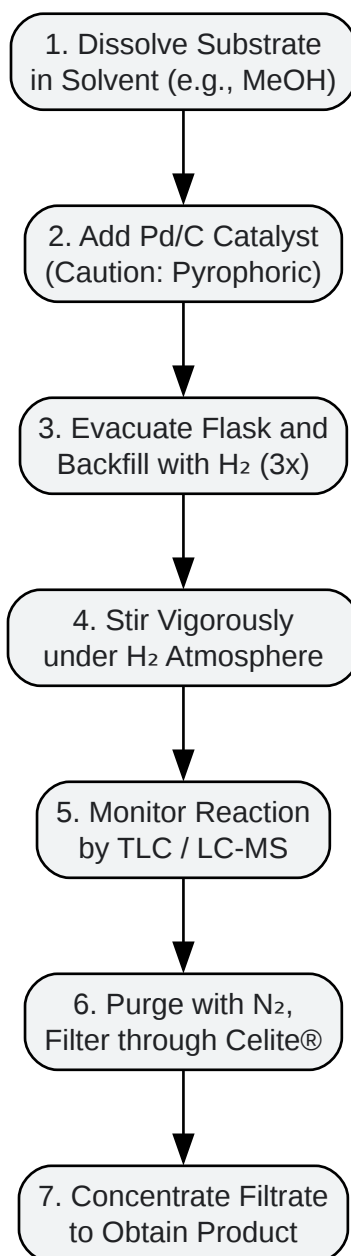 1. Dissolve Substrate
in Solvent (e.g., MeOH)
2. Add Pd/C Catalyst
(Caution: Pyrophoric)
3. Evacuate Flask and
Backfill with H₂ (3x)
4. Stir Vigorously
under H₂ Atmosphere
5. Monitor Reaction
by TLC / LC-MS
6. Purge with N₂,
Filter through Celite®
7. Concentrate Filtrate
to Obtain Product